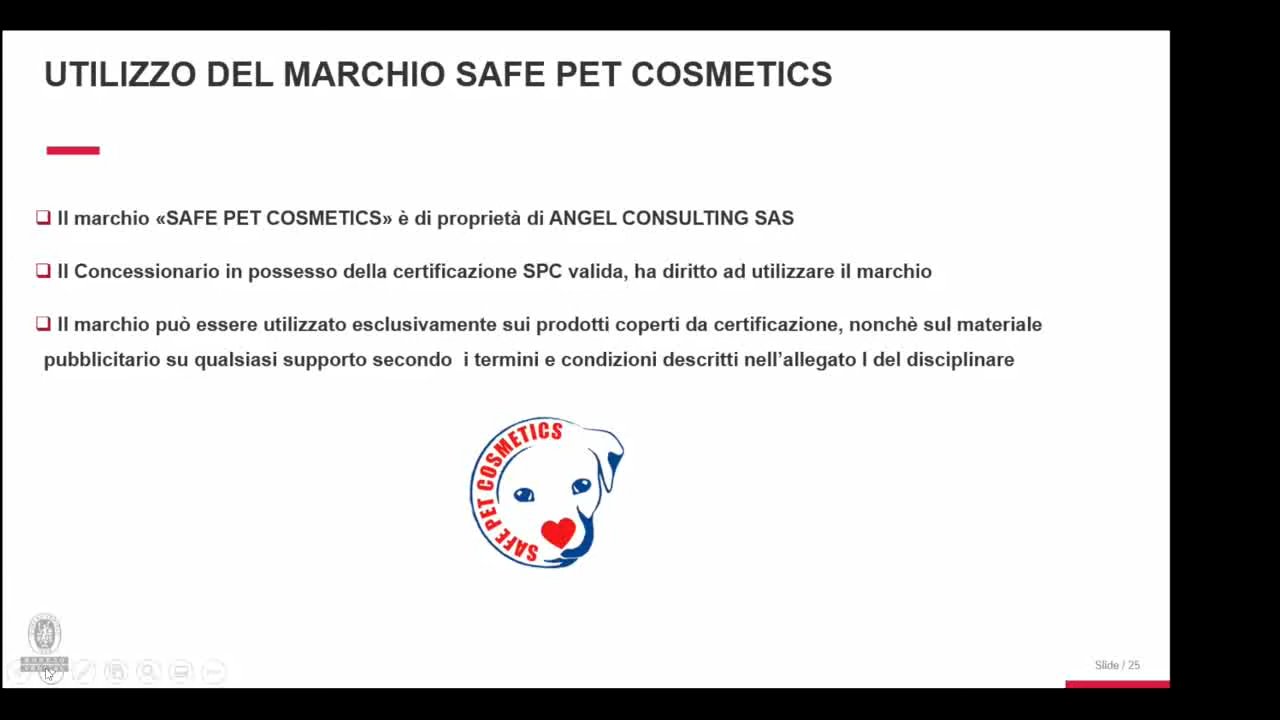 UTILIZZO DEL MARCHIO SAFE PET COSMETICS
Il marchio «SAFE PET COSMETICS» è di proprietà di ANGEL CONSULTING SAS
Il Concessionario in possesso della certificazione SPC valida, ha diritto ad utilizzare il marchio
Il marchio può essere utilizzato esclusivamente sui prodotti coperti da certificazione, nonchè sul materiale
pubblicitario su qualsiasi supporto secondo i termini e condizioni descritti nell'allegato I del disciplinare
SAFE PET COSMETICS
Slide / 25